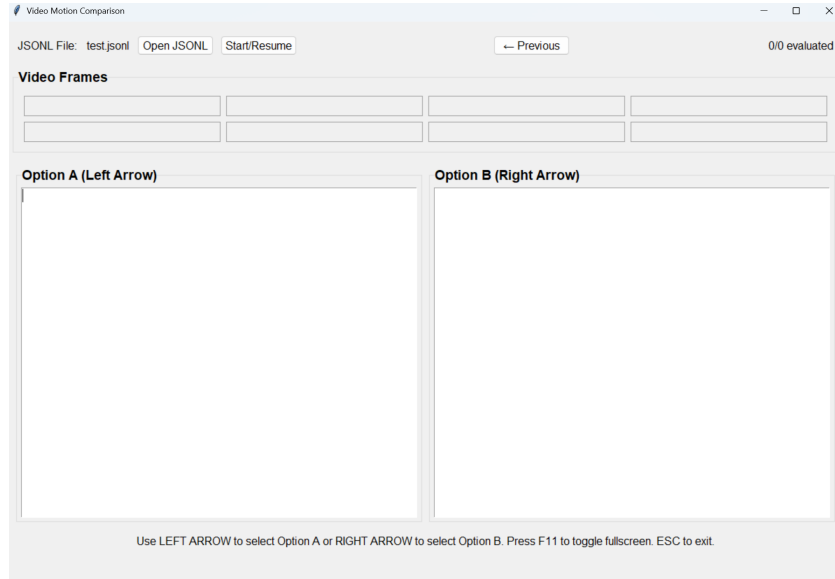 Video Motion Comparison
JSONL File: test.jsonl Open JSONL Start/Resume ← Previous 0/0 evaluated
Video Frames
Option A (Left Arrow) Option B (Right Arrow)
Use LEFT ARROW to select Option A or RIGHT ARROW to select Option B. Press F11 to toggle fullscreen. ESC to exit.